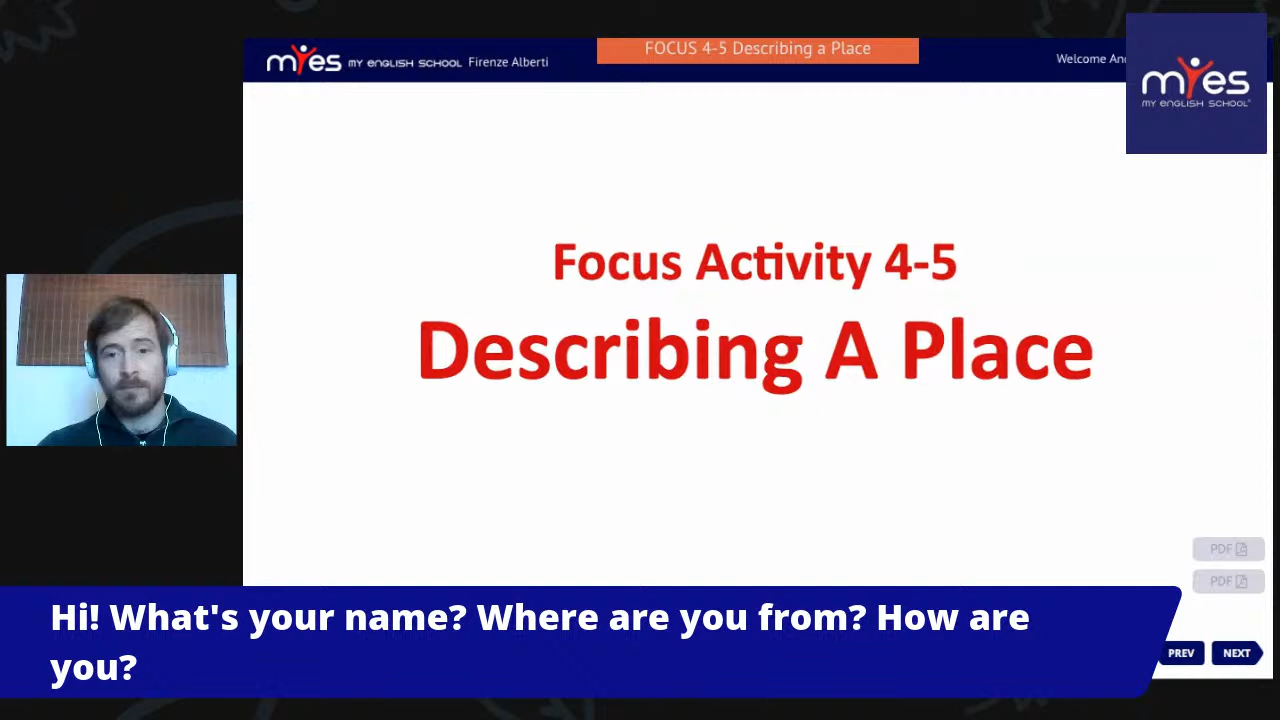 myes MY ENGLISH SCHOOL Firenze Alberti
FOCUS 4-5 Describing a Place
Welcome
myes
MY ENGLISH SCHOOL®
Focus Activity 4-5
Describing A Place
PDF
PDF
PREV
NEXT
Hi! What's your name? Where are you from? How are
you?